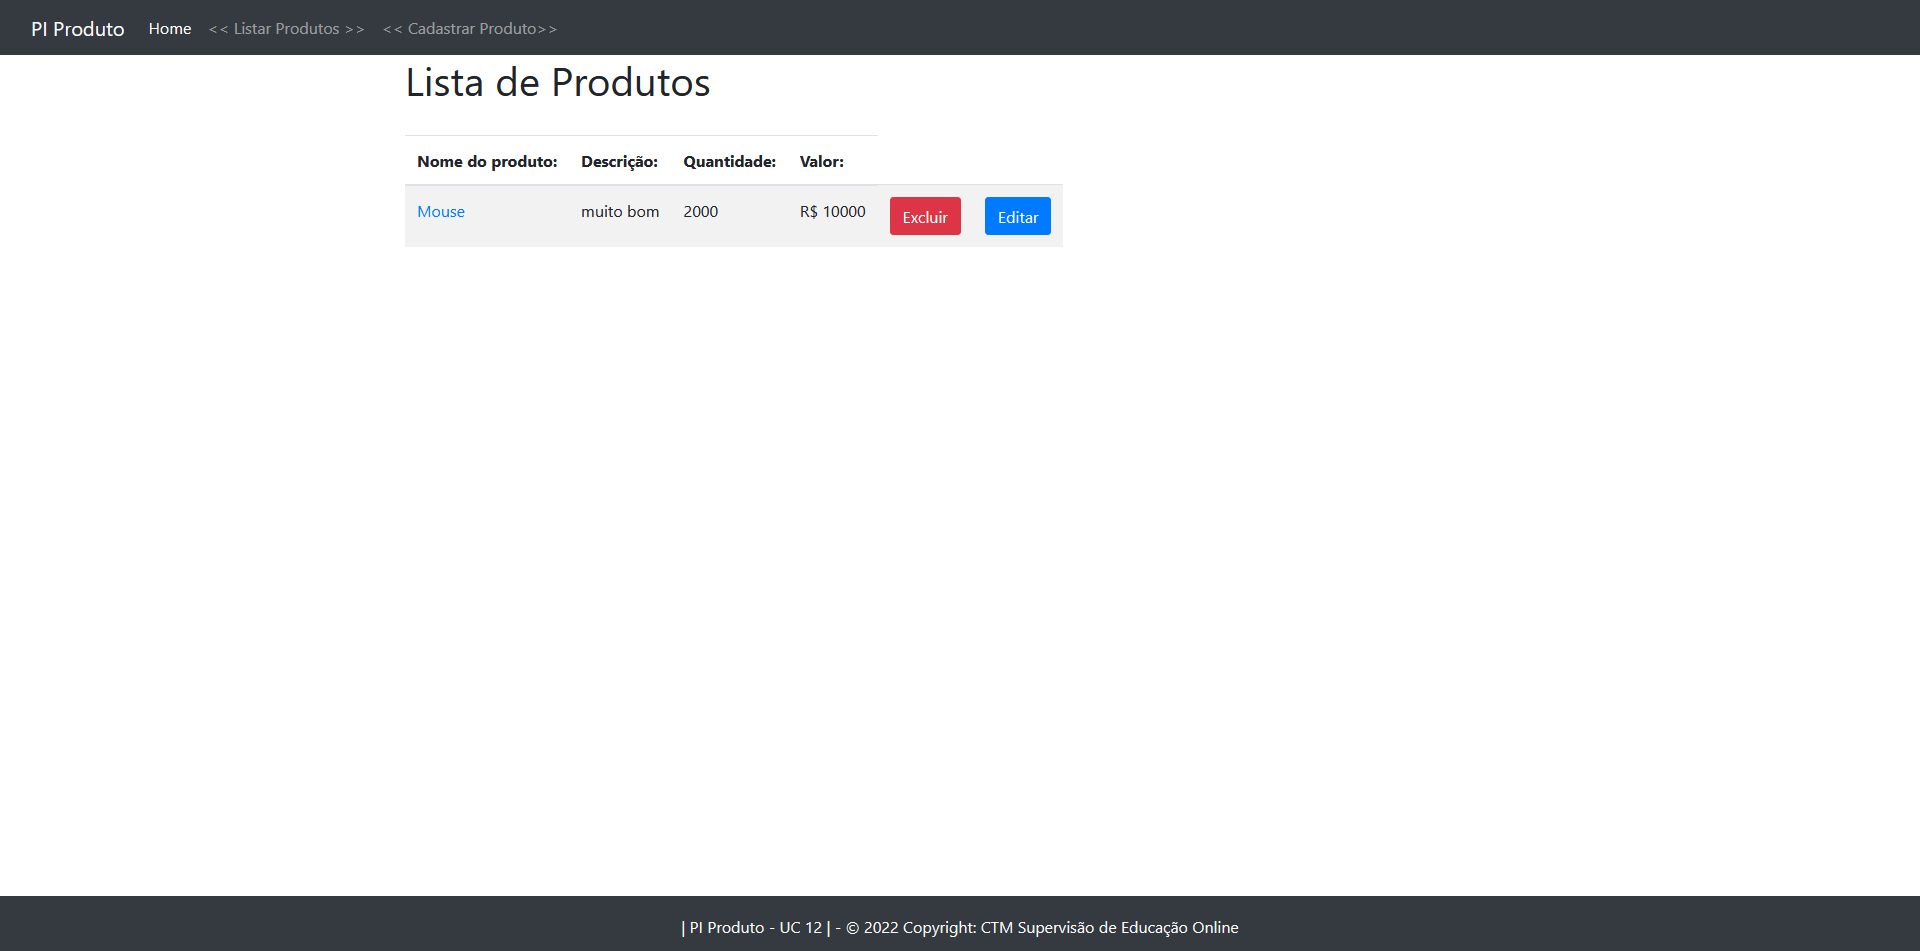 PI Produto Home << Listar Produtos >> << Cadastrar Produto>>
Lista de Produtos
Nome do produto: Descrição: Quantidade: Valor:
Mouse muito bom 2000 R$ 10000 Excluir Editar
| PI Produto - UC 12 | - © 2022 Copyright: CTM Supervisão de Educação Online